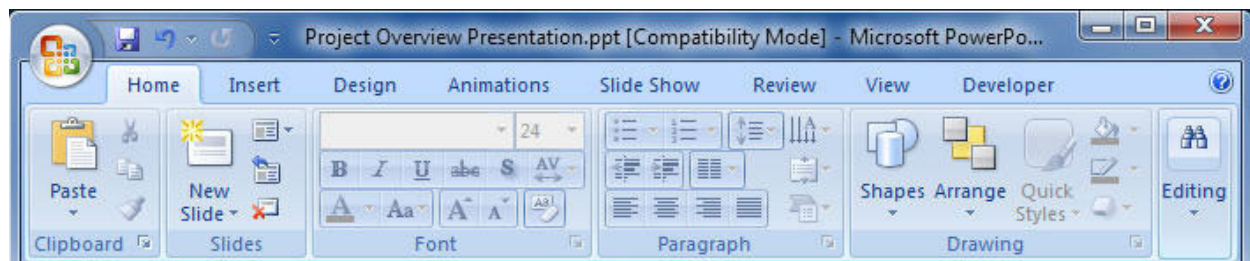 Project Overview Presentation.ppt [Compatibility Mode] - Microsoft PowerPo...
Home Insert Design Animations Slide Show Review View Developer
24
B I U abc S AV
A Aa A A Aa
Paste
New
Slide
Shapes Arrange Quick
Styles
Editing
Clipboard Slides Font Paragraph Drawing